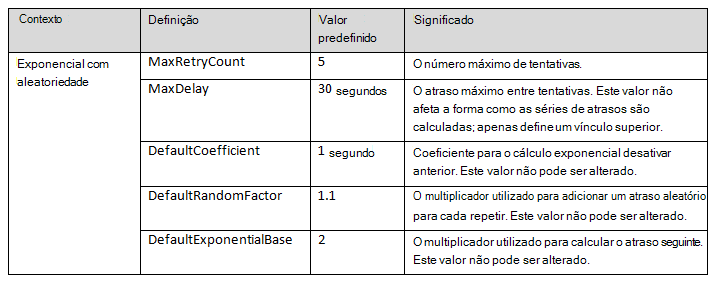 Contexto
Definição
Valor
predefinido
Significado
Exponencial com
aleatoriedade
MaxRetryCount
5
O número máximo de tentativas.
MaxDelay
30 segundos
O atraso máximo entre tentativas. Este valor não
afeta a forma como as séries de atrasos são
calculadas; apenas define um vínculo superior.
DefaultCoefficient
1 segundo
Coeficiente para o cálculo exponencial desativar
anterior. Este valor não pode ser alterado.
DefaultRandomFactor
1.1
O multiplicador utilizado para adicionar um atraso aleatório
para cada repetir. Este valor não pode ser alterado.
DefaultExponentialBase
2
O multiplicador utilizado para calcular o atraso seguinte.
Este valor não pode ser alterado.